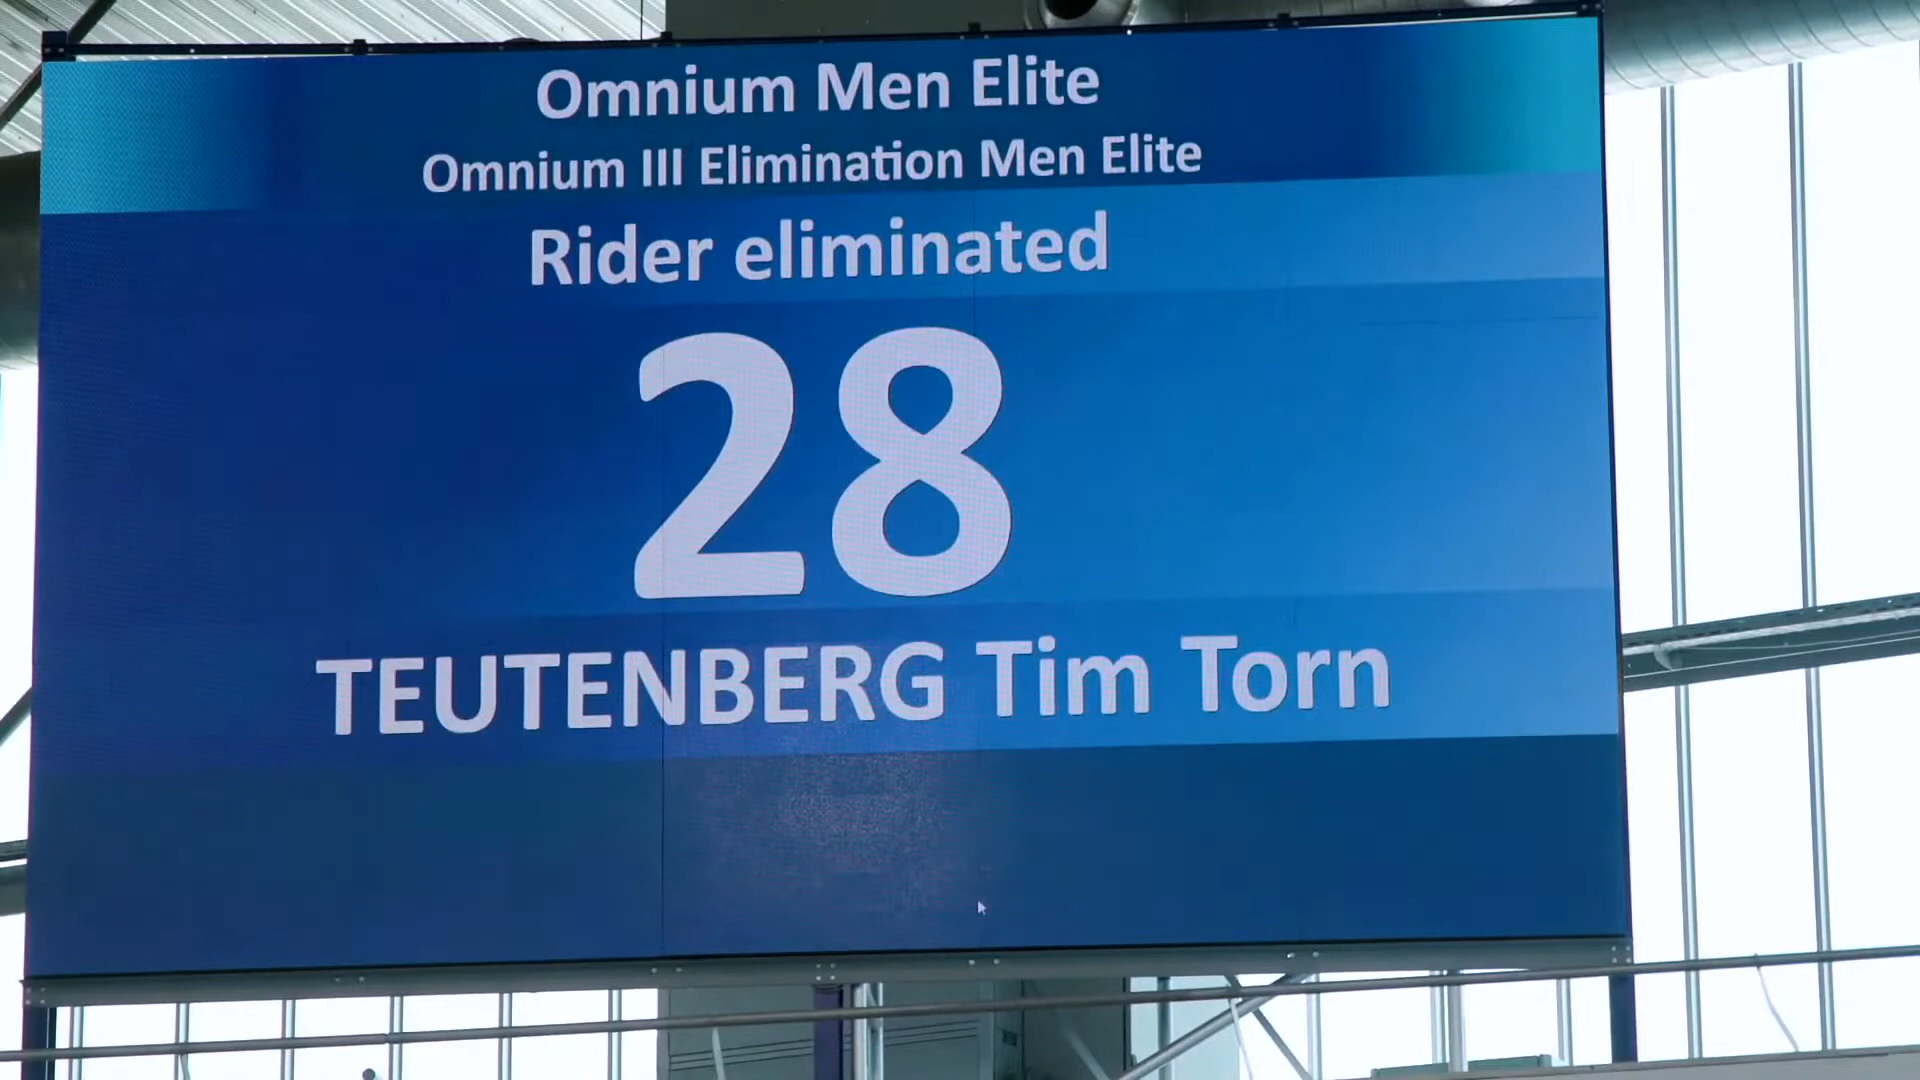 Omnium Men Elite
Omnium III Elimination Men Elite
Rider eliminated
28
TEUTENBERG Tim Torn